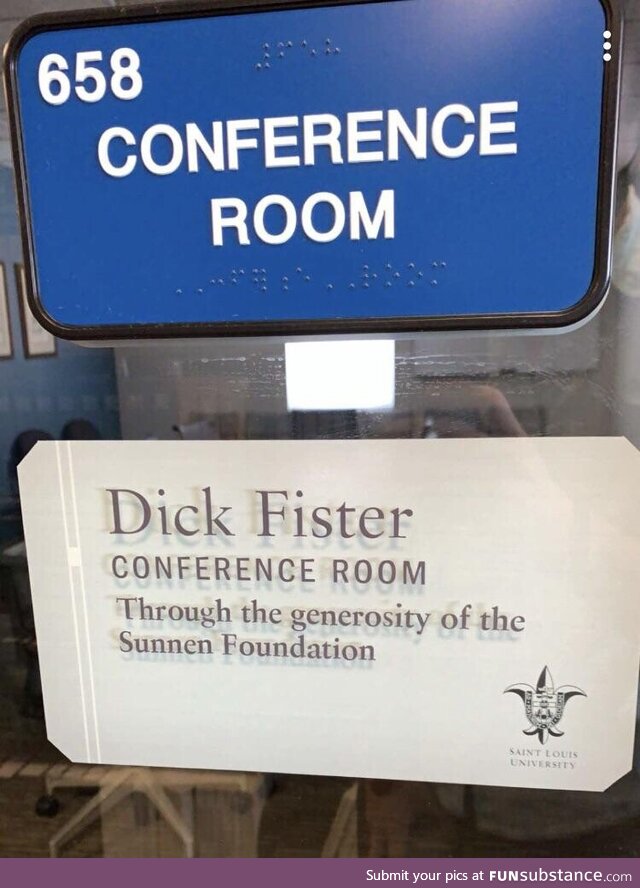 658
CONFERENCE
ROOM
Dick Fister
CONFERENCE ROOM
Through the generosity of the
Sunnen Foundation
SAINT LOUIS
UNIVERSITY
Submit your pics at FUNsubstance.com